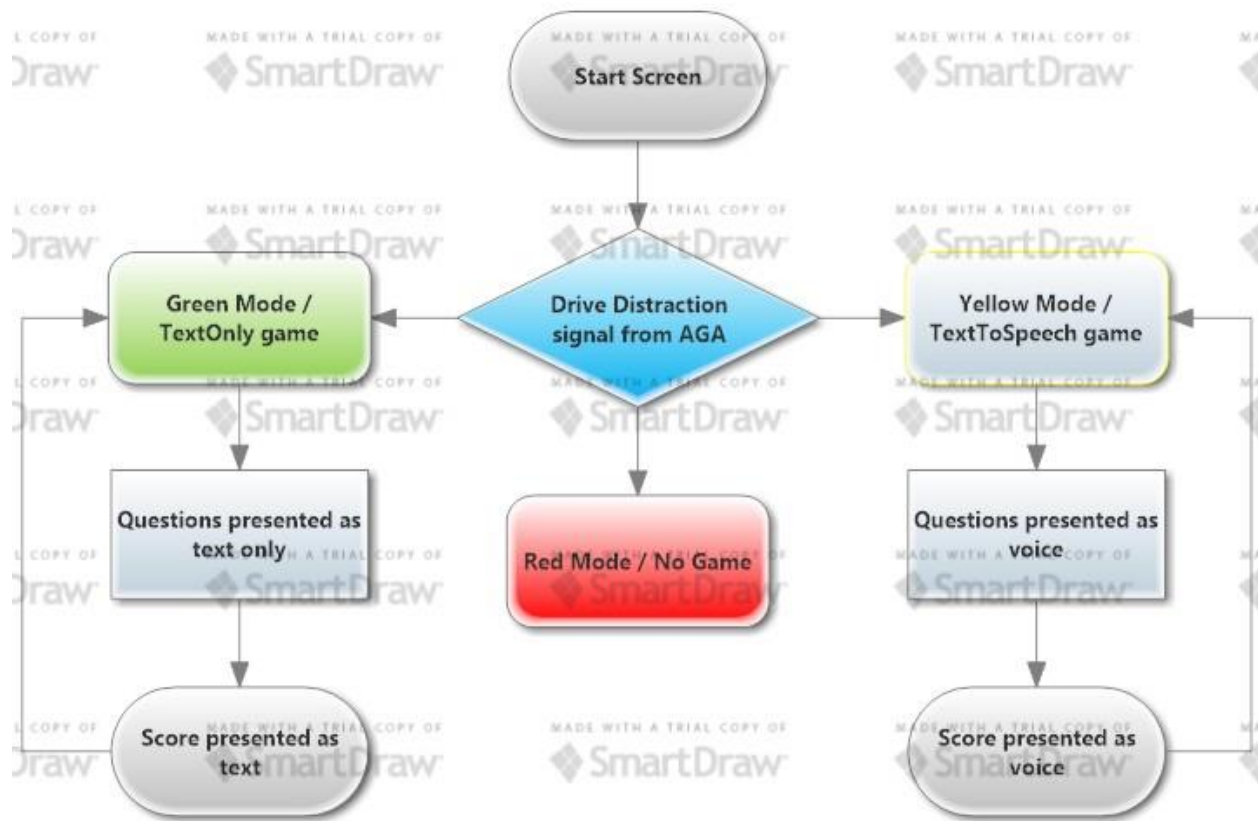 MADE WITH A TRIAL COPY OF
SmartDraw
Start Screen
Drive Distraction
signal from AGA
Green Mode /
TextOnly game
Yellow Mode /
TextToSpeech game
Questions presented as
text only
Red Mode / No Game
Questions presented as
voice
Score presented as
text
Score presented as
voice